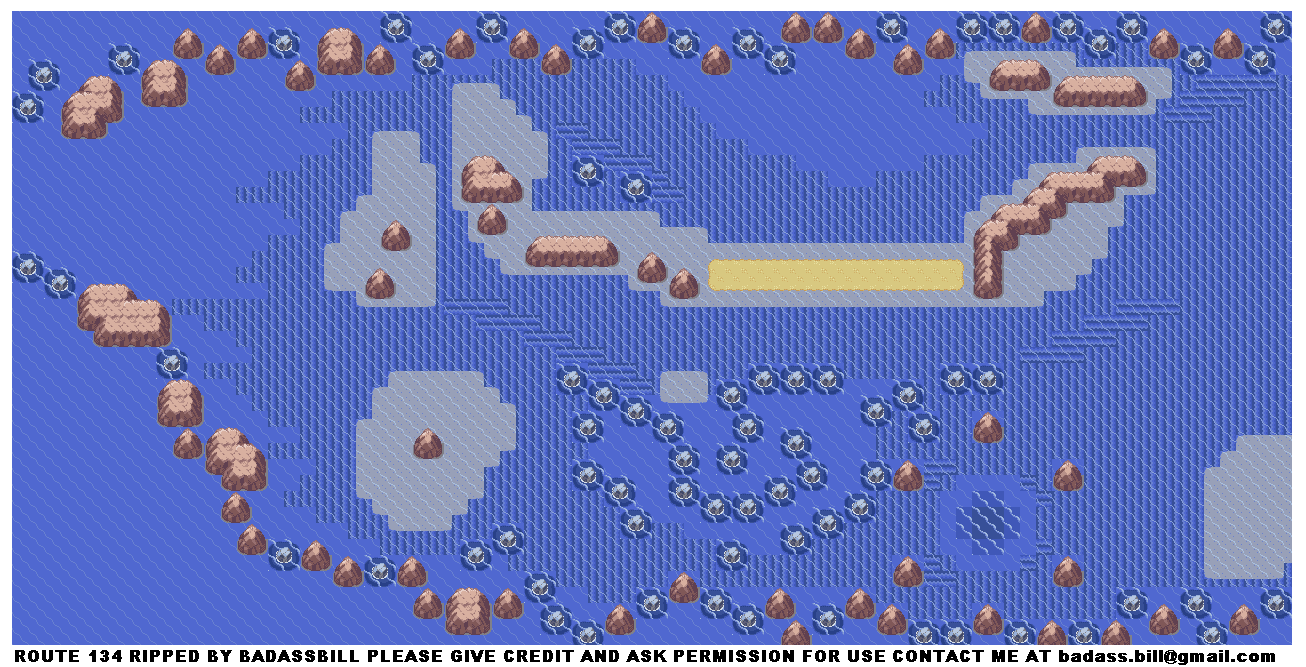 ROUTE 134 RIPPED BY BADASSBILL PLEASE GIVE CREDIT AND ASK PERMISSION FOR USE CONTACT ME AT badass.bill@gmail.com